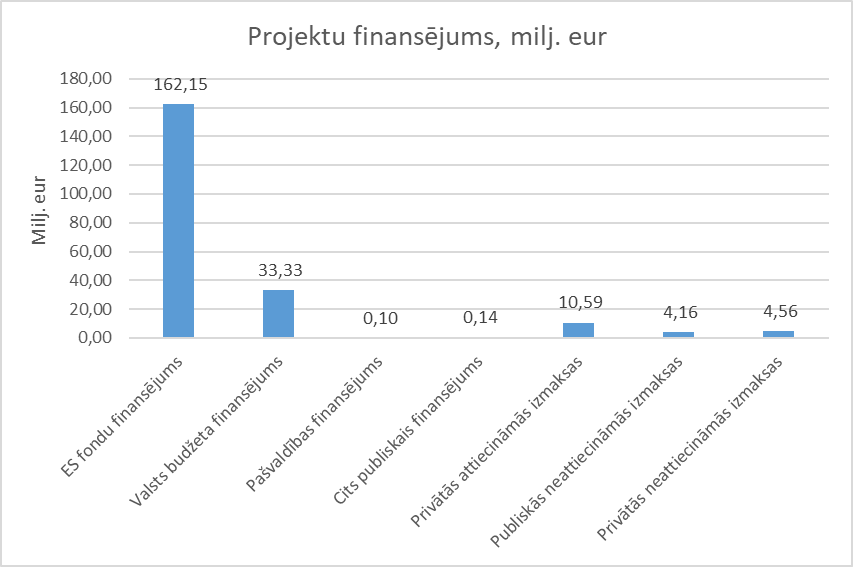 Projektu finansējums, milj. eur
Milj. eur
180,00
160,00
140,00
120,00
100,00
80,00
60,00
40,00
20,00
0,00
162,15
33,33
0,10
0,14
10,59
4,16
4,56
ES fondu finansējums
Valsts budžeta finansējums
Pašvaldības finansējums
Cits publiskais finansējums
Privātās attiecināmās izmaksas
Publiskās neattiecināmās izmaksas
Privātās neattiecināmās izmaksas